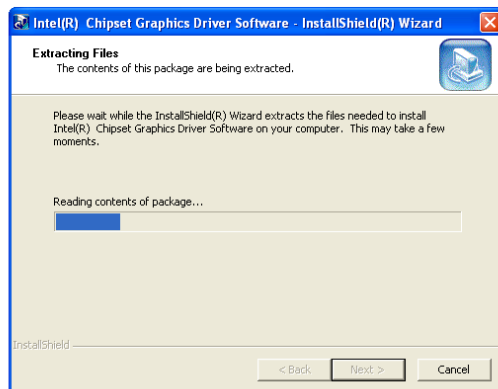 Intel(R)  Chipset Graphics Driver Software - InstallShield(R) Wizard
Extracting Files
The contents of this package are being extracted.
Please wait while the InstallShield(R) Wizard extracts the files needed to install
Intel(R)  Chipset Graphics Driver Software on your computer.  This may take a few
moments.
Reading contents of package...
InstallShield
< Back
Next >
Cancel